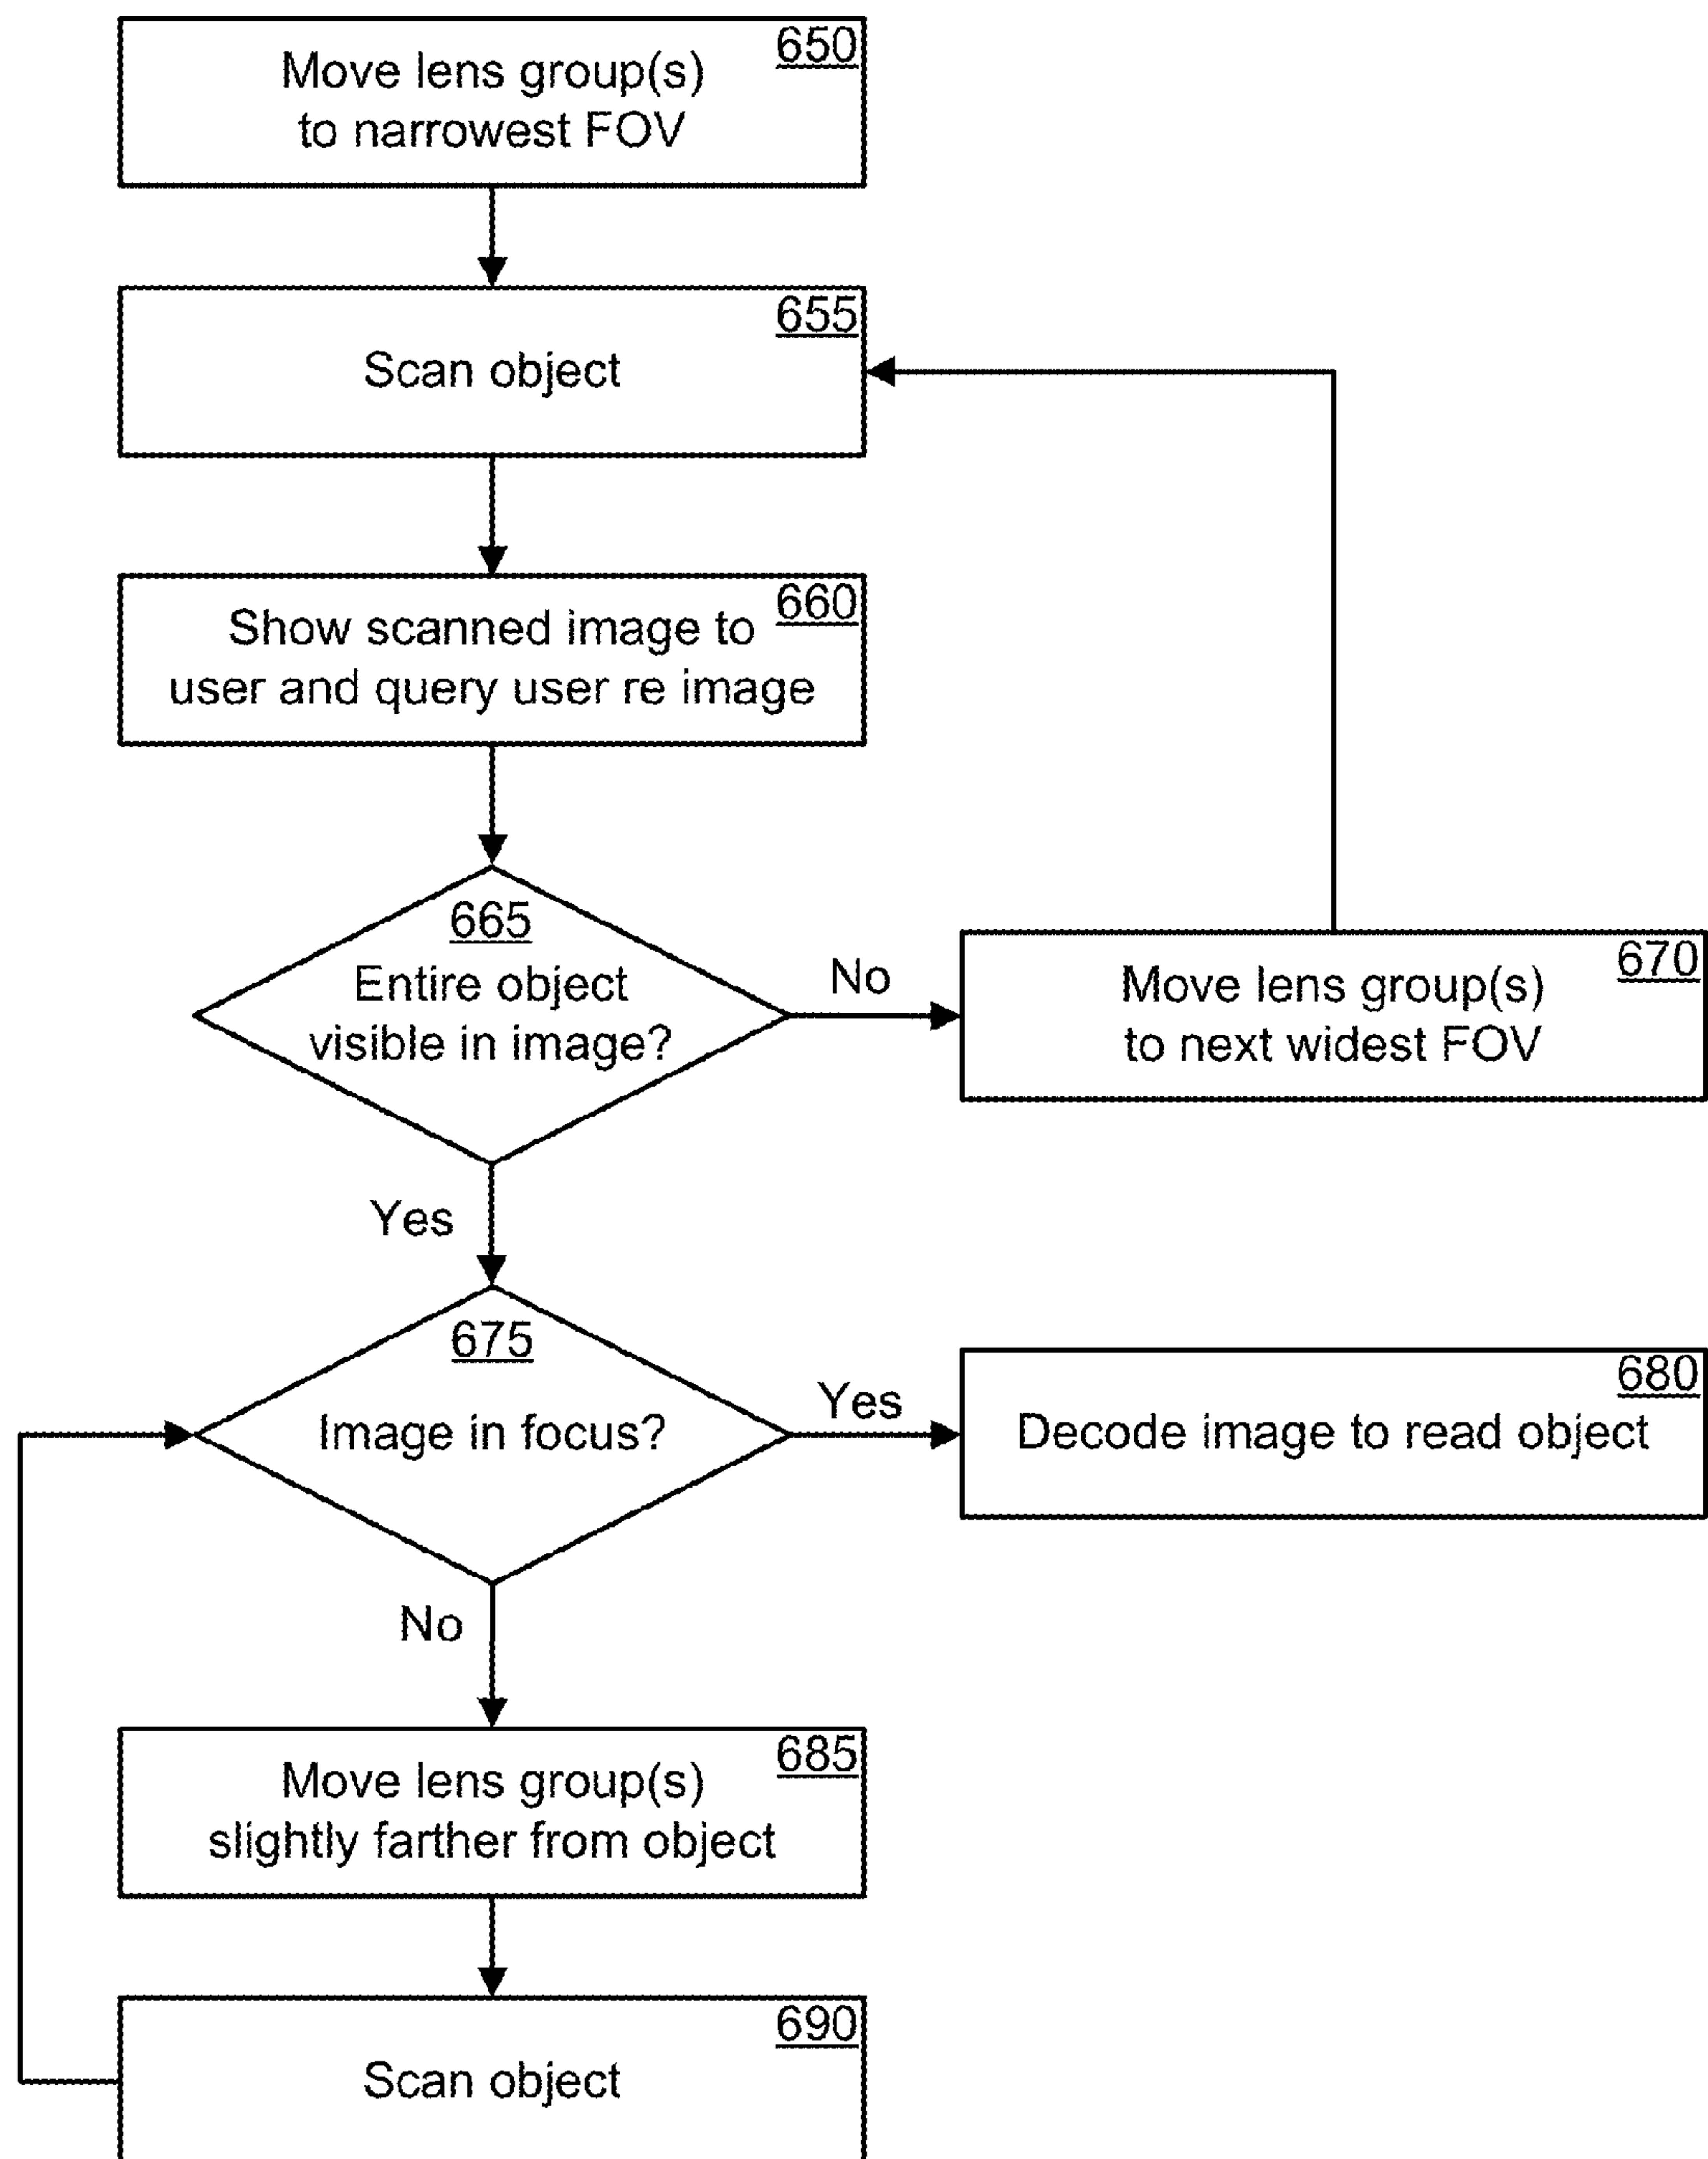 650
Move lens group(s)
to narrowest FOV
655
Scan object
660
Show scanned image to
user and query user re image
665
Entire object
visible in image?
No
670
Move lens group(s)
to next widest FOV
Yes
675
Image in focus?
Yes
680
Decode image to read object
No
685
Move lens group(s)
slightly farther from object
690
Scan object